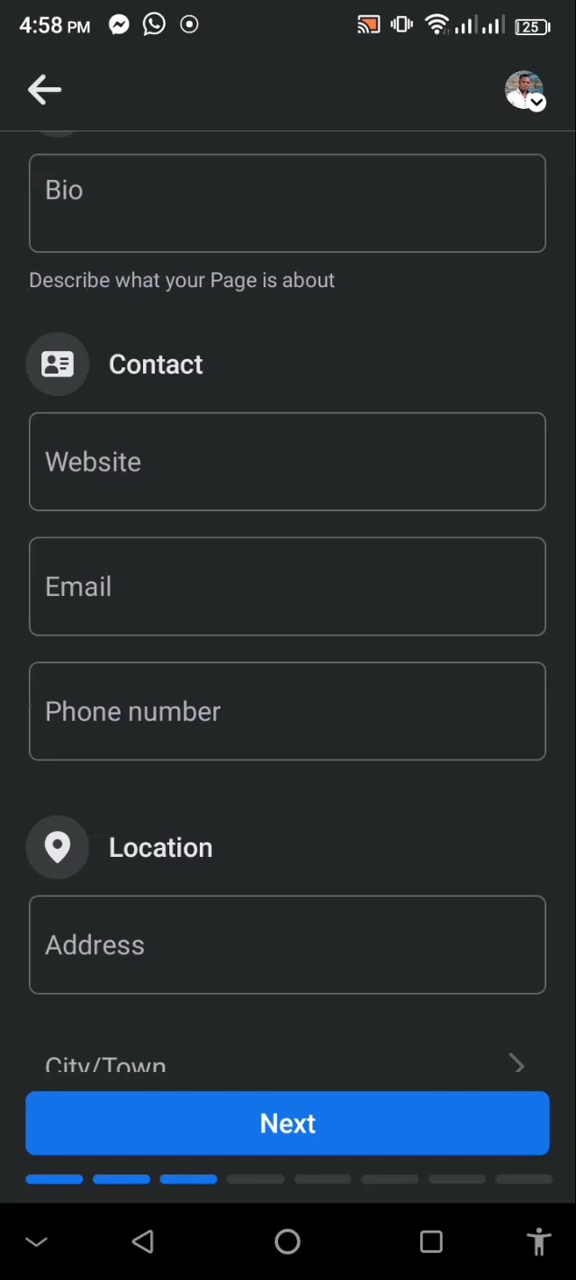 4:58 PM
25
Bio
Describe what your Page is about
Contact
Website
Email
Phone number
Location
Address
City/Town
Next